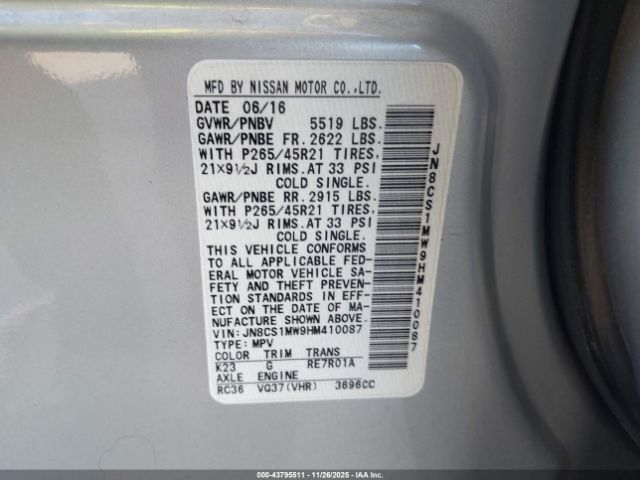 MFD BY NISSAN MOTOR CO.,LTD.
DATE 06/16
GVWR/PNBV 5519 LBS.
GAWR/PNBE FR. 2622 LBS.
WITH P265/45R21 TIRES,
21X9½J RIMS.AT 33 PSI
COLD SINGLE.
GAWR/PNBE RR. 2915 LBS.
WITH P265/45R21 TIRES,
21X9½J RIMS.AT 33 PSI
COLD SINGLE.
THIS VEHICLE CONFORMS
TO ALL APPLICABLE FED-
ERAL MOTOR VEHICLE SA-
FETY AND THEFT PREVEN-
TION STANDARDS IN EFF-
ECT ON THE DATE OF MA-
NUFACTURE SHOWN ABOVE.
VIN: JN8CS1MW9HM410087
TYPE: MPV
COLOR TRIM TRANS
K23 G RE7R01A
AXLE ENGINE
RC36 VQ37(VHR) 3696CC
JN8CS1MW9HM410087
000-43795511 - 11/26/2025 - IAAI.COM